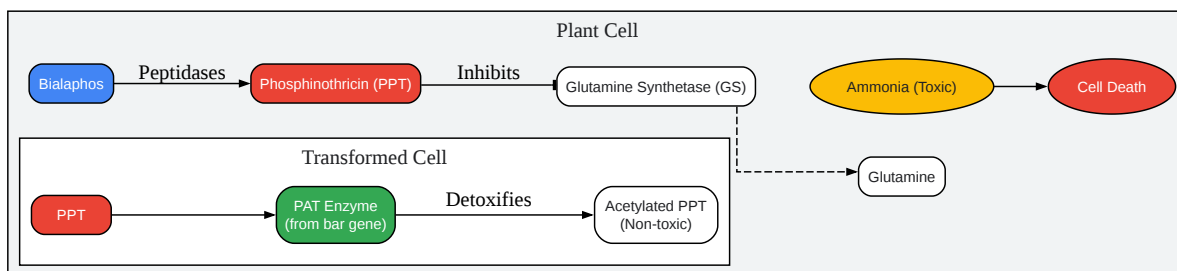 Plant Cell
Bialaphos
Peptidases
Phosphinothricin (PPT)
Inhibits
Glutamine Synthetase (GS)
Ammonia (Toxic)
Cell Death
Glutamine
Transformed Cell
PPT
PAT Enzyme
(from bar gene)
Detoxifies
Acetylated PPT
(Non-toxic)